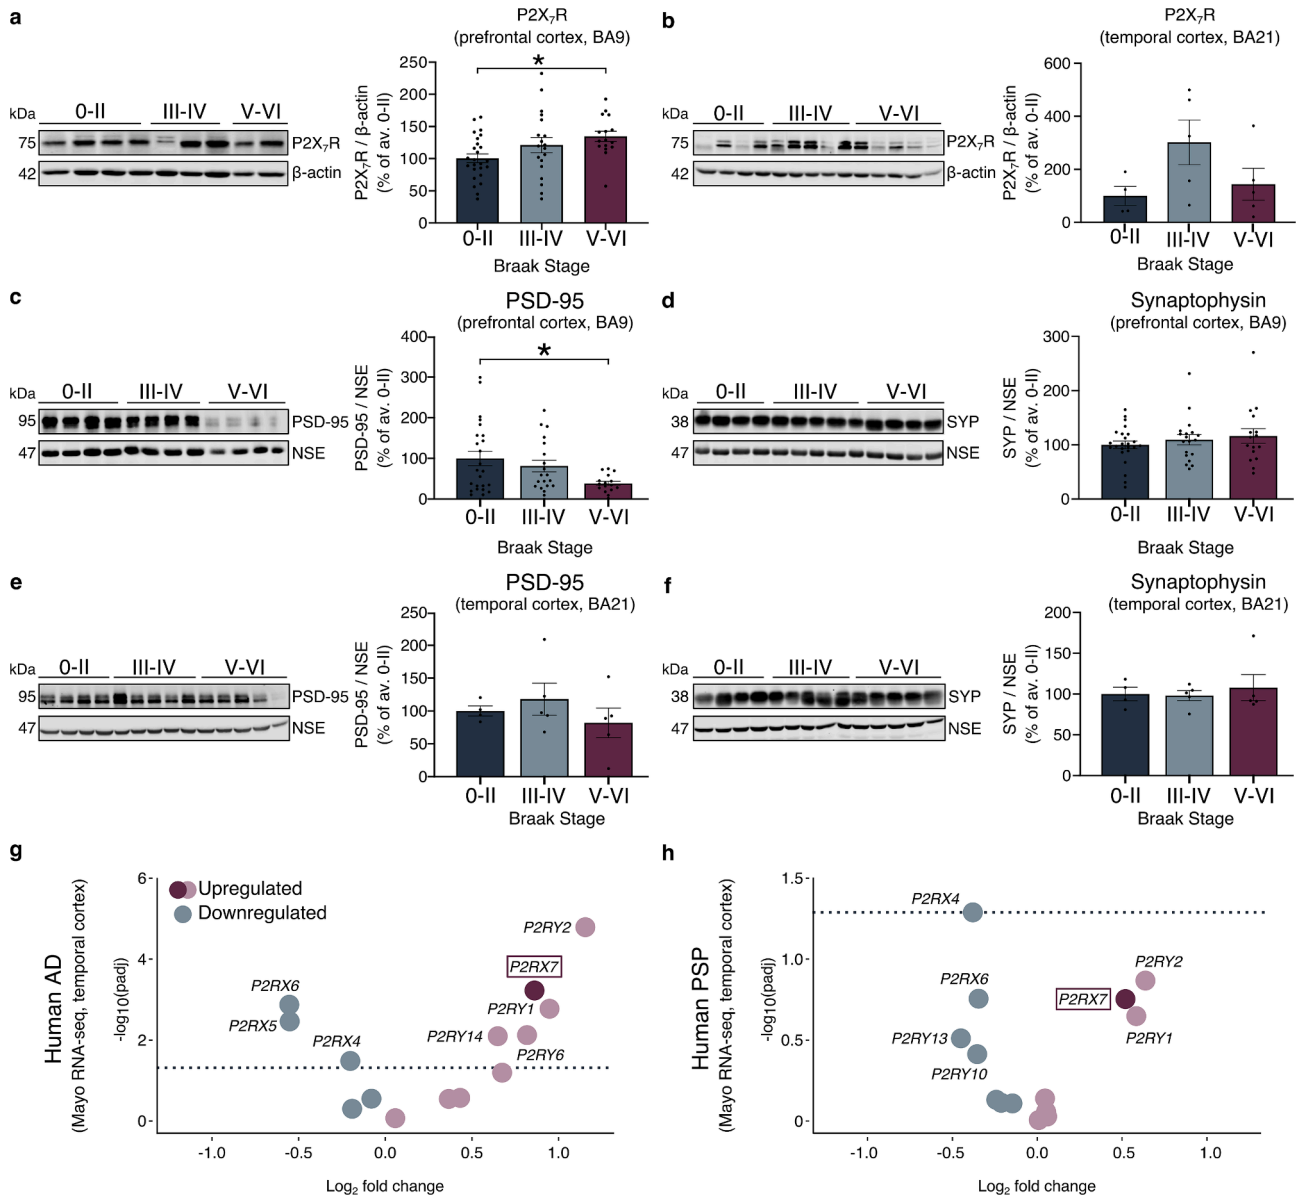 a
P2X₇R
(prefrontal cortex, BA9)
kDa
0-II
III-IV
V-VI
75
P2X₇R
42
β-actin
P2X₇R / β-actin
(% of av. 0-II)
250
200
150
100
50
0
*
0-II
III-IV
V-VI
Braak Stage
b
P2X₇R
(temporal cortex, BA21)
kDa
0-II
III-IV
V-VI
75
P2X₇R
42
β-actin
P2X₇R / β-actin
(% of av. 0-II)
600
400
200
0
0-II
III-IV
V-VI
Braak Stage
c
PSD-95
(prefrontal cortex, BA9)
kDa
0-II
III-IV
V-VI
95
PSD-95
47
NSE
PSD-95 / NSE
(% of av. 0-II)
400
300
200
100
0
*
0-II
III-IV
V-VI
Braak Stage
d
Synaptophysin
(prefrontal cortex, BA9)
kDa
0-II
III-IV
V-VI
38
SYP
47
NSE
SYP / NSE
(% of av. 0-II)
300
200
100
0
0-II
III-IV
V-VI
Braak Stage
e
PSD-95
(temporal cortex, BA21)
kDa
0-II
III-IV
V-VI
95
PSD-95
47
NSE
PSD-95 / NSE
(% of av. 0-II)
250
200
150
100
50
0
0-II
III-IV
V-VI
Braak Stage
f
Synaptophysin
(temporal cortex, BA21)
kDa
0-II
III-IV
V-VI
38
SYP
47
NSE
SYP / NSE
(% of av. 0-II)
200
150
100
50
0
0-II
III-IV
V-VI
Braak Stage
g
Human AD
(Mayo RNA-seq, temporal cortex)
-log₁₀(padj)
6
4
2
0
Upregulated
Downregulated
P2RY2
P2RX7
P2RX6
P2RY1
P2RX5
P2RY14
P2RX4
P2RY6
-1.0
-0.5
0.0
0.5
1.0
Log₂ fold change
h
Human PSP
(Mayo RNA-seq, temporal cortex)
-log₁₀(padj)
1.5
1.0
0.5
0
P2RX4
P2RY2
P2RX6
P2RX7
P2RY13
P2RY1
P2RY10
-1.0
-0.5
0.0
0.5
1.0
Log₂ fold change